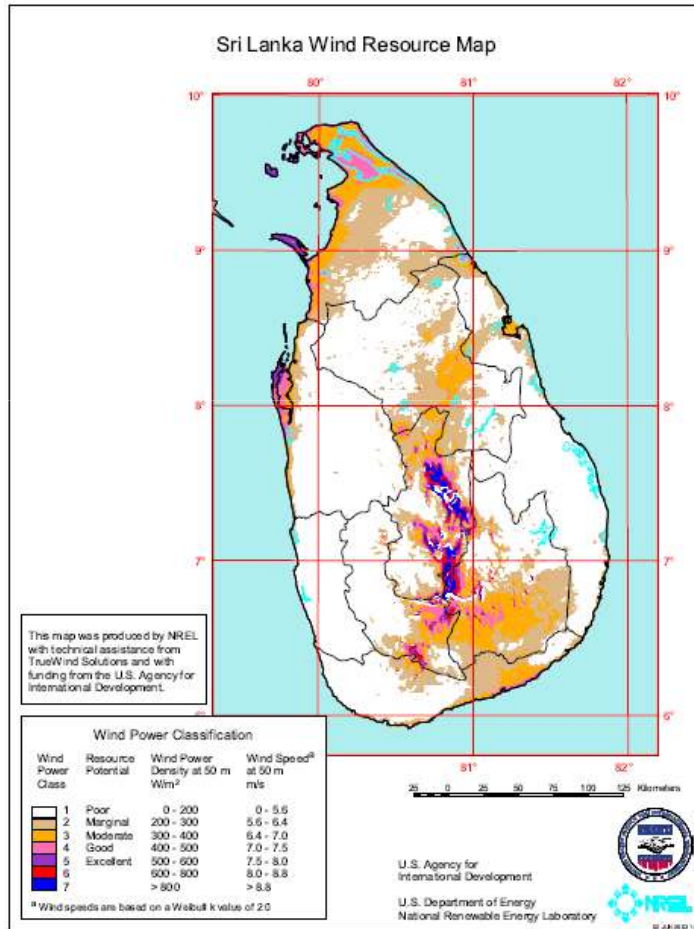 Sri Lanka Wind Resource Map
80° 81° 82°
10° 10°
9° 9°
8° 8°
7° 7°
6° 6°
81° 82°
This map was produced by NREL
with technical assistance from
TrueWind Solutions and with
funding from the U.S. Agency for
International Development.
Wind Power Classification
Wind Power Class Resource Potential Wind Power Density at 50 m W/m² Wind Speedᵃ at 50 m m/s
1 Poor 0 - 200 0 - 5.6
2 Marginal 200 - 300 5.6 - 6.4
3 Moderate 300 - 400 6.4 - 7.0
4 Good 400 - 500 7.0 - 7.5
5 Excellent 500 - 600 7.5 - 8.0
6 600 - 800 8.0 - 8.8
7 > 800 > 8.8
ᵃ Wind speeds are based on a Weibull k value of 2.0
25 0 25 50 75 100 125 Kilometers
U.S. Agency for
International Development
U.S. Department of Energy
National Renewable Energy Laboratory
NREL